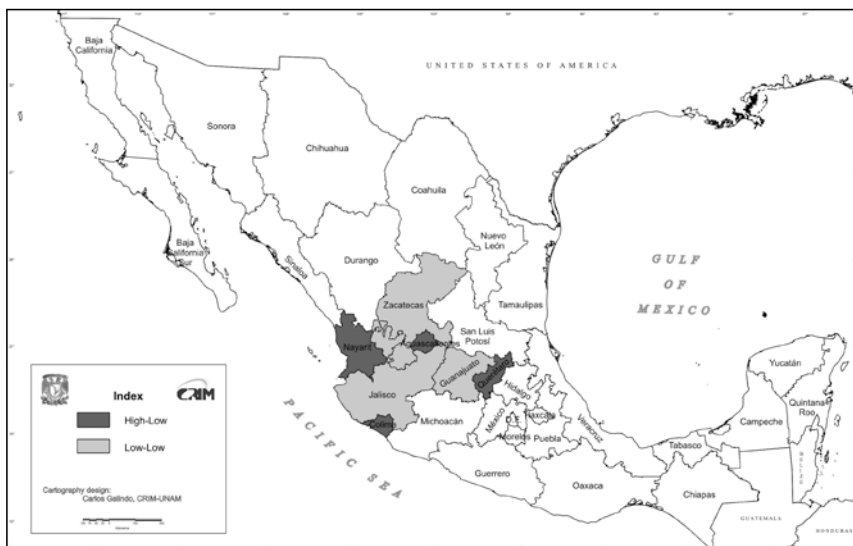 Baja
California
UNITED STATES OF AMERICA
Sonora
Chihuahua
Coahuila
Nuevo
León
Baja
California
Sur
Sinaloa
Durango
GULF
OF
MEXICO
Zacatecas
Tamaulipas
San Luis
Potosí
Nayarit
Aguascalientes
Guanajuato
Querétaro
Hidalgo
Yucatán
Jalisco
Quintana
Roo
Colima
Michoacán
México
D.F.
Tlaxcala
Morelos
Puebla
Veracruz
Campeche
Tabasco
PACIFIC SEA
Guerrero
Oaxaca
Chiapas
GUATEMALA
HONDURAS
CRIM
Index
High-Low
Low-Low
Cartography design:
Carlos Galindo, CRIM-UNAM